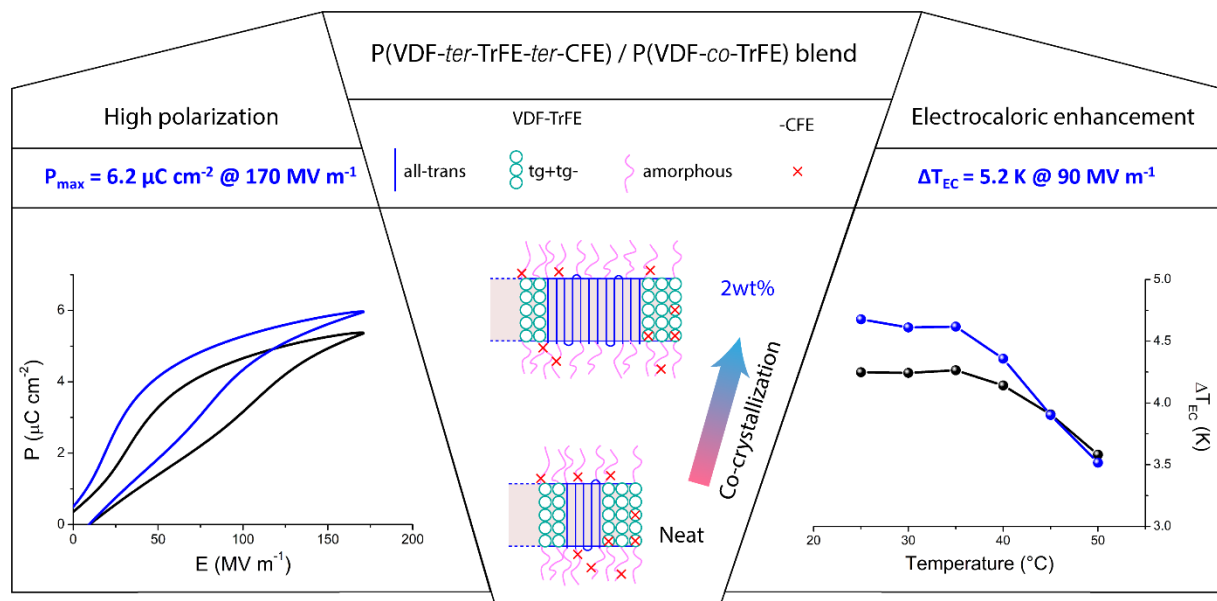 P(VDF-ter-TrFE-ter-CFE) / P(VDF-co-TrFE) blend
High polarization
Pmax = 6.2 µC cm-2 @ 170 MV m-1
VDF-TrFE
-CFE
all-trans
tg+tg-
amorphous
Electrocaloric enhancement
ΔTEC = 5.2 K @ 90 MV m-1
P (µC cm-2)
6
4
2
0
0
50
100
150
200
E (MV m-1)
2wt%
Co-crystallization
Neat
5.0
4.5
4.0
3.5
3.0
ΔTEC (K)
20
30
40
50
Temperature (°C)